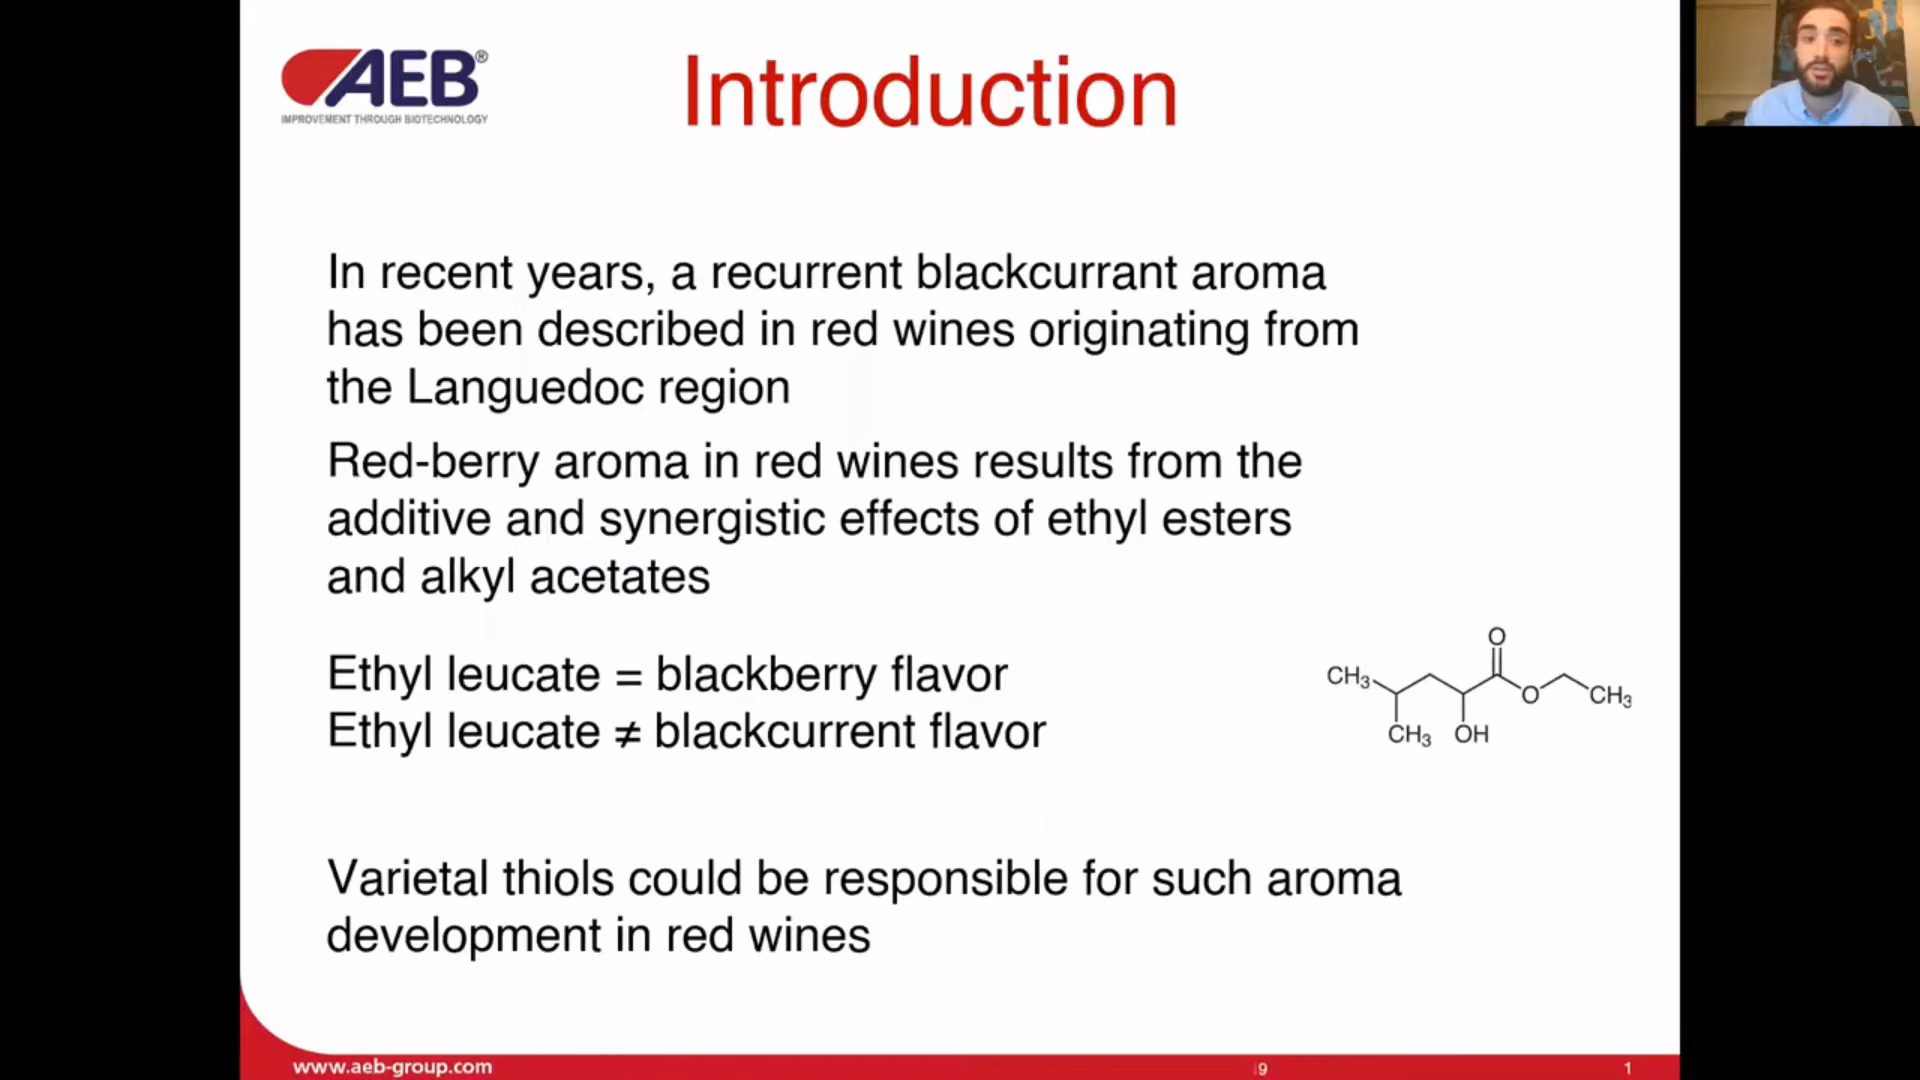 AEB®
IMPROVEMENT THROUGH BIOTECHNOLOGY
Introduction
In recent years, a recurrent blackcurrant aroma
has been described in red wines originating from
the Languedoc region
Red-berry aroma in red wines results from the
additive and synergistic effects of ethyl esters
and alkyl acetates
Ethyl leucate = blackberry flavor
Ethyl leucate ≠ blackcurrent flavor
O
CH₃
O
CH₃
CH₃ OH
Varietal thiols could be responsible for such aroma
development in red wines
www.aeb-group.com
9
1